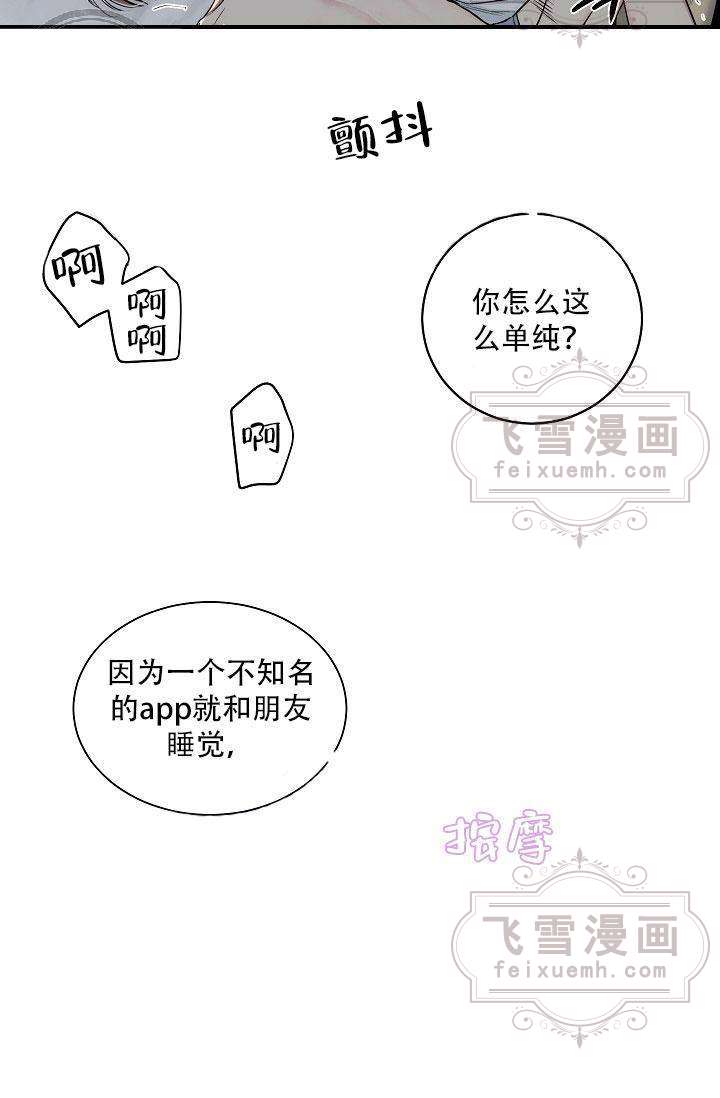 颤抖
啊
啊
啊
你怎么这
么单纯?
啊
飞雪漫画
feixuemh.com
因为一个不知名
的app就和朋友
睡觉,
按摩
飞雪漫画
feixuemh.com